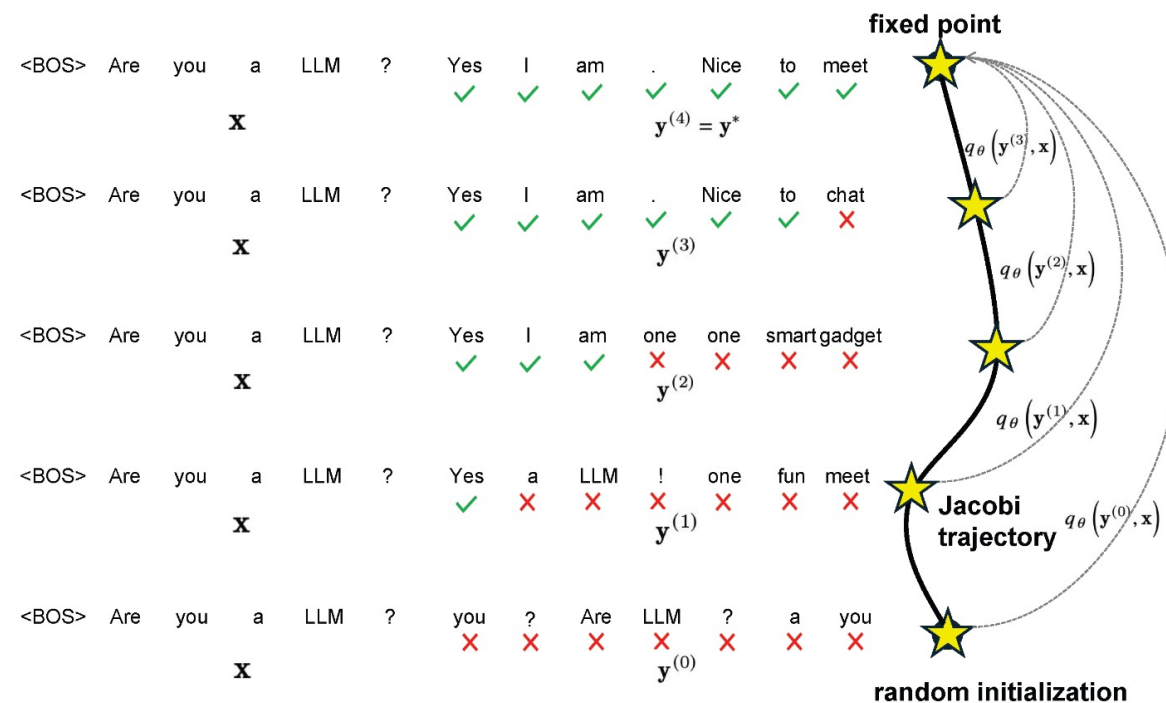 fixed point
<BOS> Are you a LLM ? Yes I am . Nice to meet
x
y(4) = y*
qθ (y(3), x)
<BOS> Are you a LLM ? Yes I am . Nice to chat
x
y(3)
qθ (y(2), x)
<BOS> Are you a LLM ? Yes I am one one smart gadget
x
y(2)
qθ (y(1), x)
<BOS> Are you a LLM ? Yes a LLM ! one fun meet
x
y(1)
Jacobi
trajectory
qθ (y(0), x)
<BOS> Are you a LLM ? you ? Are LLM ? a you
x
y(0)
random initialization